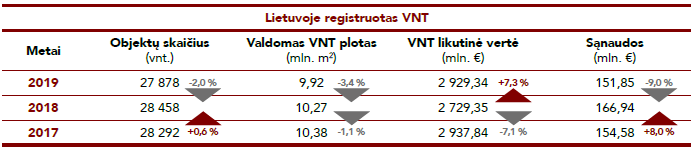 Lietuvoje registruotas VNT
Metai Objektų skaičius (vnt.) Valdomas VNT plotas (mln. m²) VNT likutinė vertė (mln. €) Sąnaudos (mln. €)
2019 27 878 -2,0 % 9,92 -3,4 % 2 929,34 +7,3 % 151,85 -9,0 %
2018 28 458 10,27 2 729,35 166,94
2017 28 292 +0,6 % 10,38 -1,1 % 2 937,84 -7,1 % 154,58 +8,0 %